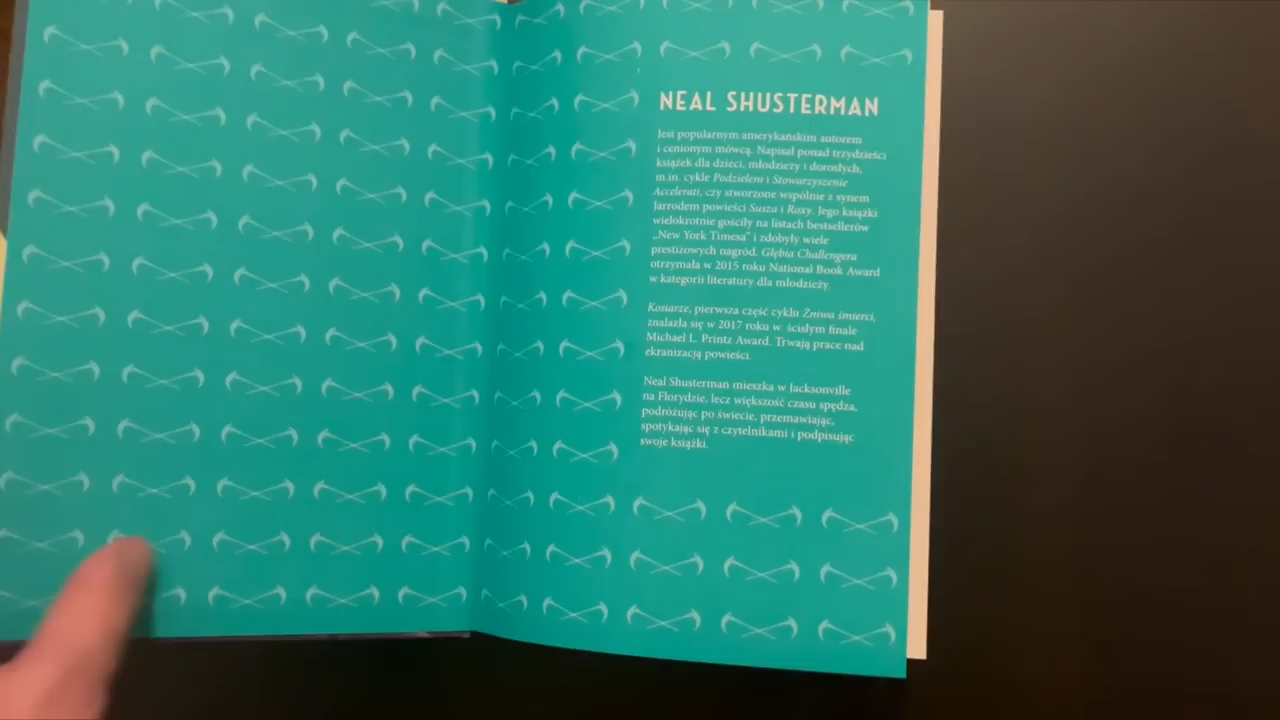 NEAL SHUSTERMAN
Jest popularnym amerykańskim autorem
i cenionym mówcą. Napisał ponad trzydzieści
książek dla dzieci, młodzieży i dorosłych,
m.in. cykle Podzieleni i Stowarzyszenie
Accelerati, czy stworzone wspólnie z synem
Jarrodem powieści Susza i Roxy. Jego książki
wielokrotnie gościły na listach bestsellerów
„New York Timesa" i zdobyły wiele
prestiżowych nagród. Głębia Challengera
otrzymała w 2015 roku National Book Award
w kategorii literatury dla młodzieży.
Kosiarze, pierwsza część cyklu Żniwa śmierci,
znalazła się w 2017 roku w ścisłym finale
Michael L. Printz Award. Trwają prace nad
ekranizacją powieści.
Neal Shusterman mieszka w Jacksonville
na Florydzie, lecz większość czasu spędza,
podróżując po świecie, przemawiając,
spotykając się z czytelnikami i podpisując
swoje książki.